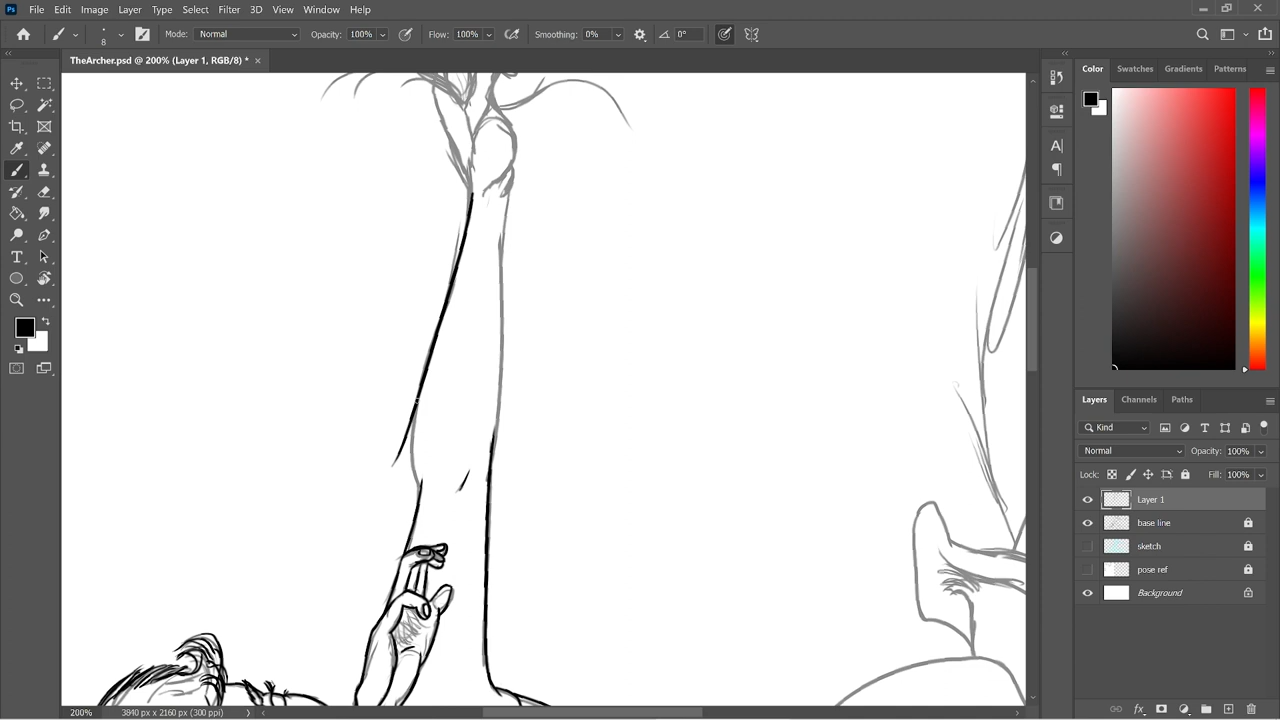 Ps File Edit Image Layer Type Select Filter 3D View Window Help
8 Mode: Normal Opacity: 100% Flow: 100% Smoothing: 0% 0°
TheArcher.psd @ 200% (Layer 1, RGB/8) * ×
Color Swatches Gradients Patterns
Layers Channels Paths
Kind
Normal Opacity: 100%
Lock: Fill: 100%
Layer 1
base line
sketch
pose ref
Background
200% 3840 px x 2160 px (300 ppi)